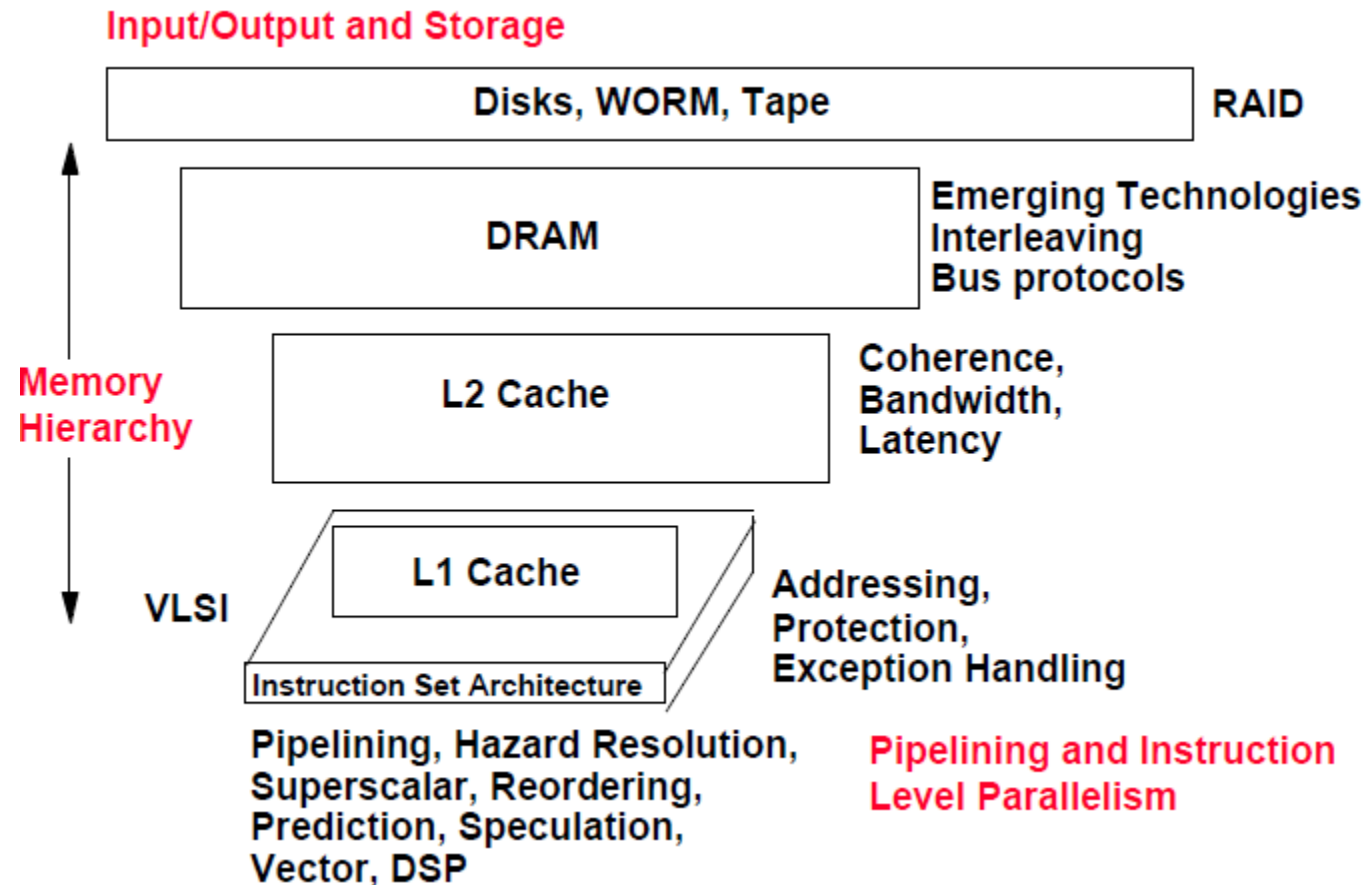 Input/Output and Storage
Disks, WORM, Tape
RAID
DRAM
Emerging Technologies
Interleaving
Bus protocols
Memory
Hierarchy
L2 Cache
Coherence,
Bandwidth,
Latency
L1 Cache
VLSI
Addressing,
Protection,
Exception Handling
Instruction Set Architecture
Pipelining, Hazard Resolution,
Superscalar, Reordering,
Prediction, Speculation,
Vector, DSP
Pipelining and Instruction
Level Parallelism